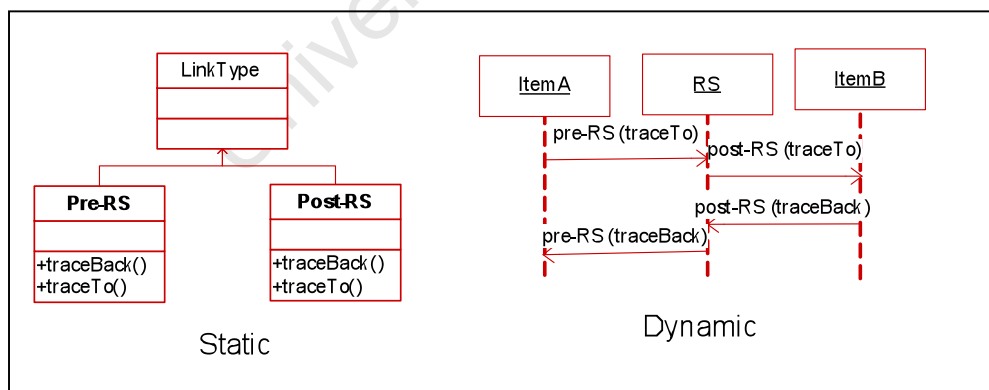 LinkType
Pre-RS
+traceBack()
+traceTo()
Post-RS
+traceBack()
+traceTo()
Static
ItemA
RS
ItemB
pre-RS (traceTo)
post-RS (traceTo)
post-RS (traceBack)
pre-RS (traceBack)
Dynamic